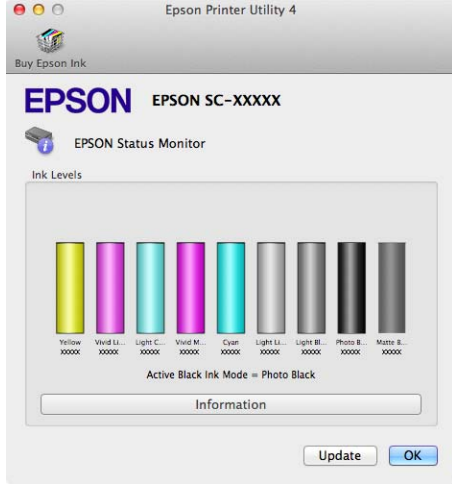 Epson Printer Utility 4
Buy Epson Ink
EPSON EPSON SC-XXXXX
EPSON Status Monitor
Ink Levels
Yellow Vivid Li... Light C... Vivid M... Cyan Light Li... Light Bl... Photo B... Matte B...
XXXXX XXXXX XXXXX XXXXX XXXXX XXXXX XXXXX XXXXX XXXXX
Active Black Ink Mode = Photo Black
Information
Update OK